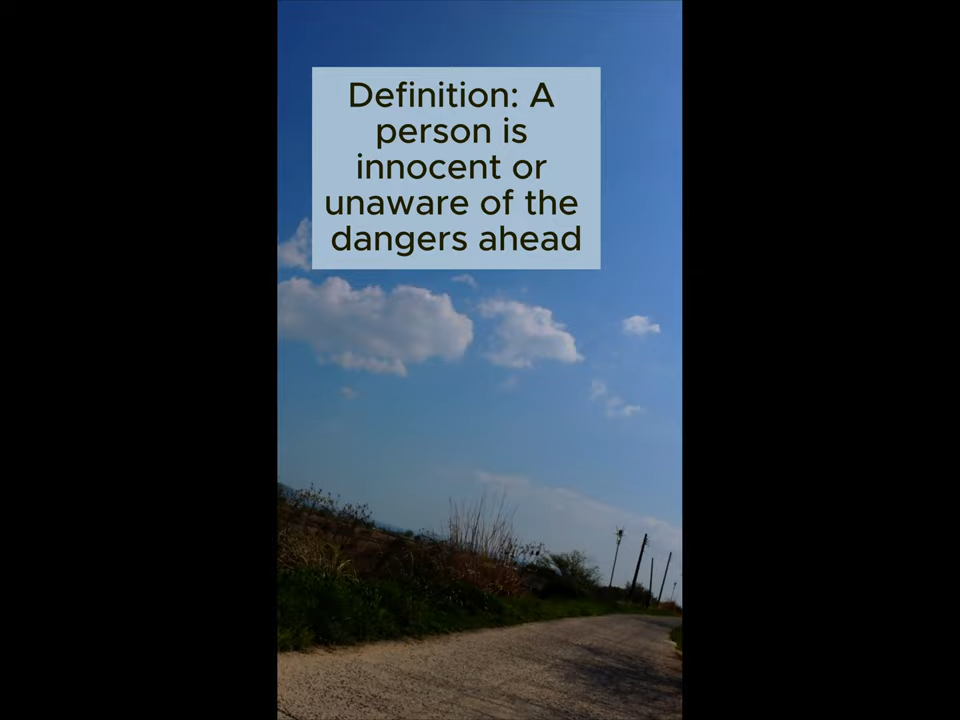 Definition: A
person is
innocent or
unaware of the
dangers ahead